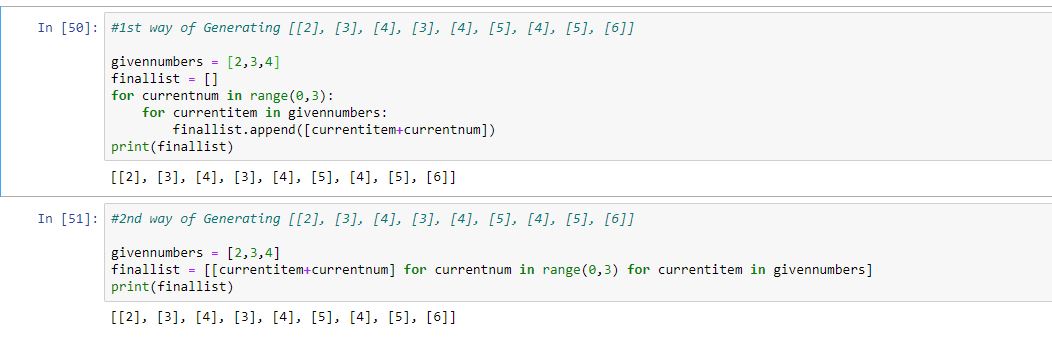 In [50]: #1st way of Generating [[2], [3], [4], [3], [4], [5], [4], [5], [6]]
givennumbers = [2,3,4]
finallist = []
for currentnum in range(0,3):
    for currentitem in givennumbers:
        finallist.append([currentitem+currentnum])
print(finallist)
[[2], [3], [4], [3], [4], [5], [4], [5], [6]]
In [51]: #2nd way of Generating [[2], [3], [4], [3], [4], [5], [4], [5], [6]]
givennumbers = [2,3,4]
finallist = [[currentitem+currentnum] for currentnum in range(0,3) for currentitem in givennumbers]
print(finallist)
[[2], [3], [4], [3], [4], [5], [4], [5], [6]]